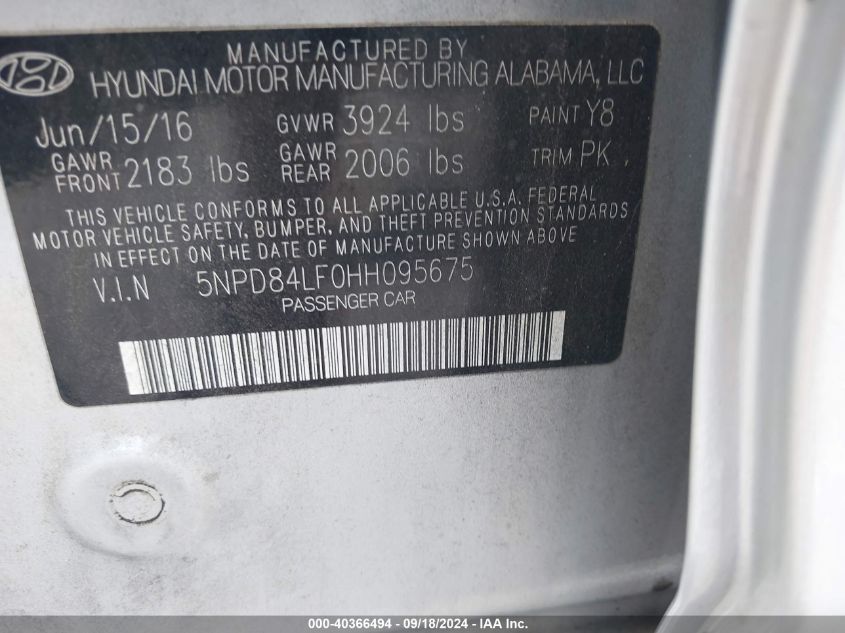 MANUFACTURED BY
HYUNDAI MOTOR MANUFACTURING ALABAMA, LLC
Jun/15/16 GVWR 3924 lbs PAINT Y8
GAWR FRONT 2183 lbs GAWR REAR 2006 lbs TRIM PK
THIS VEHICLE CONFORMS TO ALL APPLICABLE U.S.A. FEDERAL
MOTOR VEHICLE SAFETY, BUMPER, AND THEFT PREVENTION STANDARDS
IN EFFECT ON THE DATE OF MANUFACTURE SHOWN ABOVE
V.I.N 5NPD84LF0HH095675
PASSENGER CAR
000-40366494 - 09/18/2024 - IAA Inc.